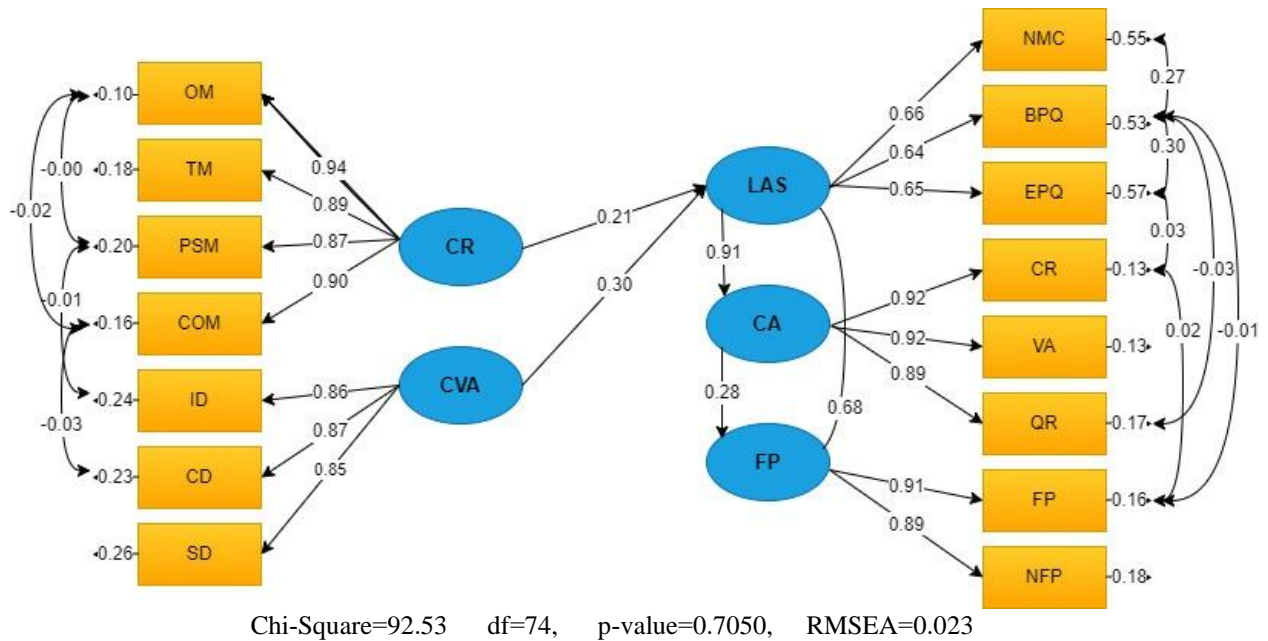 NMC
-0.55
0.27
OM
-0.10
BPQ
-0.53
0.66
0.30
0.64
TM
-0.18
-0.00
0.94
LAS
0.65
EPQ
-0.57
-0.02
0.89
0.21
0.03
PSM
-0.20
0.87
CR
0.91
CR
-0.13
-0.03
0.90
0.30
0.92
-0.01
COM
-0.16
CA
0.92
0.02
-0.01
VA
-0.13
ID
-0.24
0.86
CVA
0.28
0.89
0.68
-0.03
0.87
QR
-0.17
CD
-0.23
0.85
FP
0.91
FP
-0.16
0.89
SD
-0.26
NFP
-0.18
Chi-Square=92.53 df=74, p-value=0.7050, RMSEA=0.023